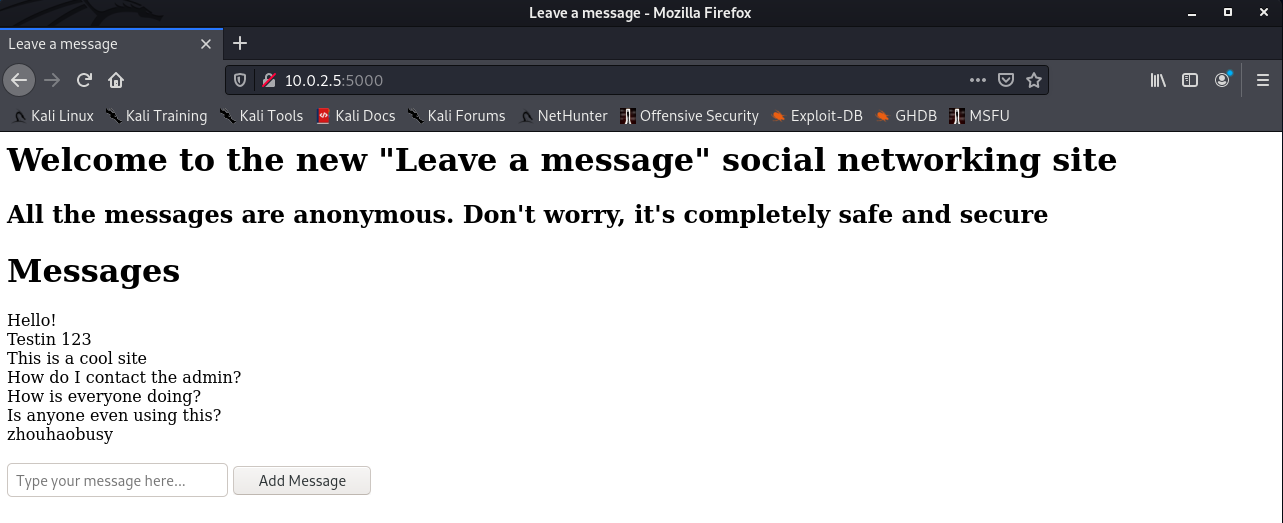 Leave a message - Mozilla Firefox
Leave a message
10.0.2.5:5000
Kali Linux Kali Training Kali Tools Kali Docs Kali Forums NetHunter Offensive Security Exploit-DB GHDB MSFU
Welcome to the new "Leave a message" social networking site
All the messages are anonymous. Don't worry, it's completely safe and secure
Messages
Hello!
Testin 123
This is a cool site
How do I contact the admin?
How is everyone doing?
Is anyone even using this?
zhouhaobusy
Type your message here... Add Message